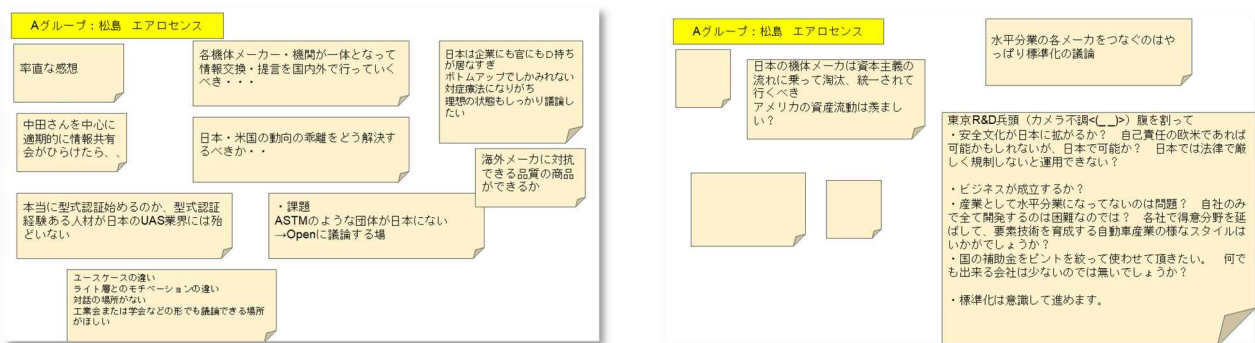 Aグループ：松島　エアロセンス
率直な感想
各機体メーカー・機関が一体となって
情報交換・提言を国内外で行っていく
べき・・・
日本は企業にも官にもD持ち
が居なすぎ
ボトムアップでしかみれない
対症療法になりがち
理想の状態もしっかり議論し
たい
中田さんを中心に
適期的に情報共有
会がひらけたら、、
日本・米国の動向の乖離をどう解決す
るべきか・・
海外メーカに対抗
できる品質の商品
ができるか
本当に型式認証始めるのか、型式認証
経験ある人材が日本のUAS業界には殆
どいない
・課題
ASTMのような団体が日本にない
→Openに議論する場
ユースケースの違い
ライト層とのモチベーションの違い
対話の場所がない
工業会または学会などの形でも議論できる場所
がほしい
Aグループ：松島　エアロセンス
日本の機体メーカは資本主義の
流れに乗って淘汰、統一されて
行くべき
アメリカの資産流動は羨まし
い？
水平分業の各メーカをつなぐのはや
っぱり標準化の議論
東京R&D兵頭（カメラ不調<(_ _)>）腹を割って
・安全文化が日本に拡がるか？　自己責任の欧米であれば
可能かもしれないが、日本で可能か？　日本では法律で厳
しく規制しないと運用できない？
・ビジネスが成立するか？
・産業として水平分業になってないのは問題？　自社のみ
で全て開発するのは困難なのでは？　各社で得意分野を延
ばして、要素技術を育成する自動車産業の様なスタイルは
いかがでしょうか？
・国の補助金をピントを絞って使わせて頂きたい。　何で
も出来る会社は少ないのでは無いでしょうか？
・標準化は意識して進めます。